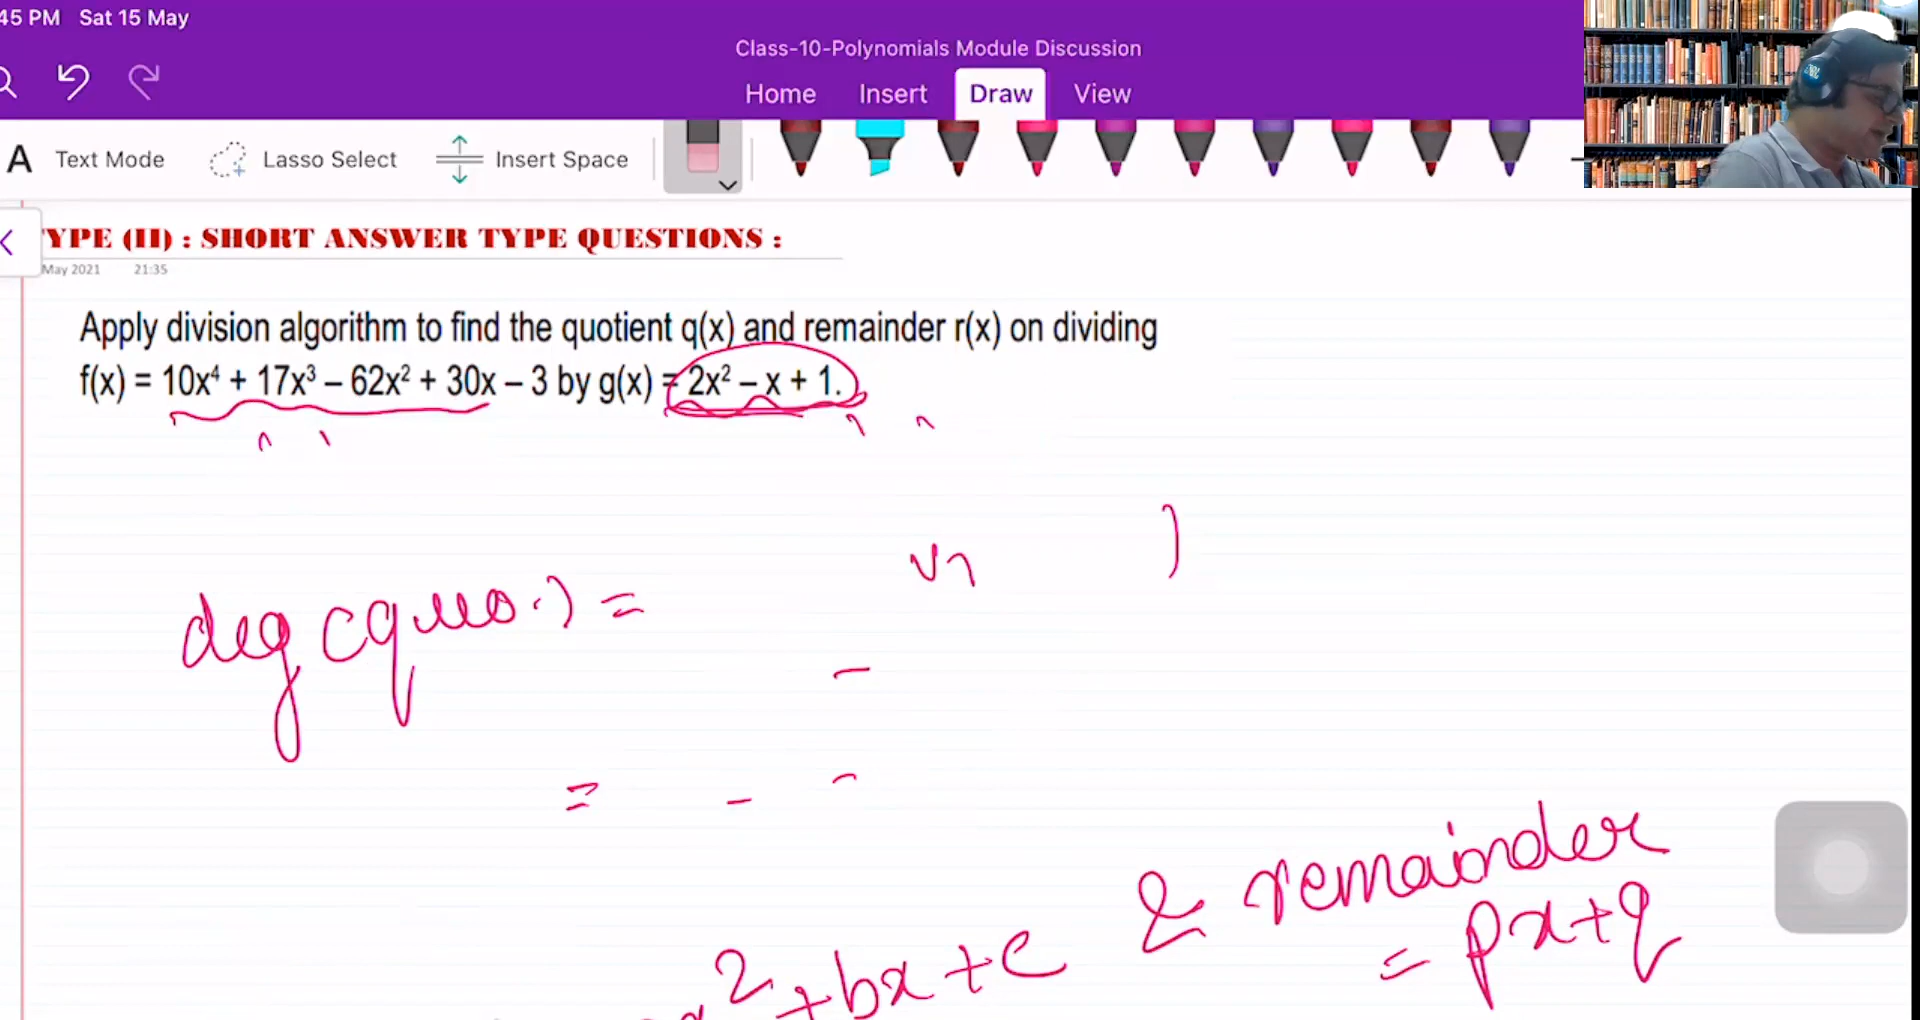 45 PM Sat 15 May
Class-10-Polynomials Module Discussion
Home Insert Draw View
A Text Mode Lasso Select Insert Space
YPE (II) : SHORT ANSWER TYPE QUESTIONS :
May 2021 21:35
Apply division algorithm to find the quotient q(x) and remainder r(x) on dividing
f(x) = 10x⁴ + 17x³ – 62x² + 30x – 3 by g(x) = 2x² – x + 1.
deg (quo.) =
& remainder
= px+q
x²+bx+c